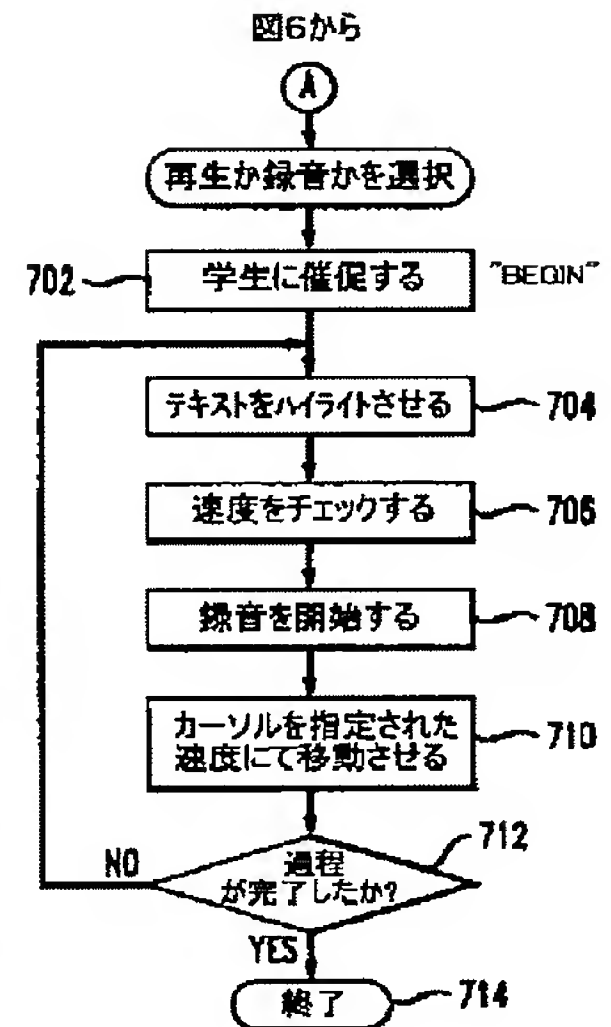 図6から
A
再生か録音かを選択
702
学生に催促する
"BEGIN"
テキストをハイライトさせる
704
速度をチェックする
706
録音を開始する
708
カーソルを指定された
速度にて移動させる
710
712
NO
過程
が完了したか?
YES
終了
714